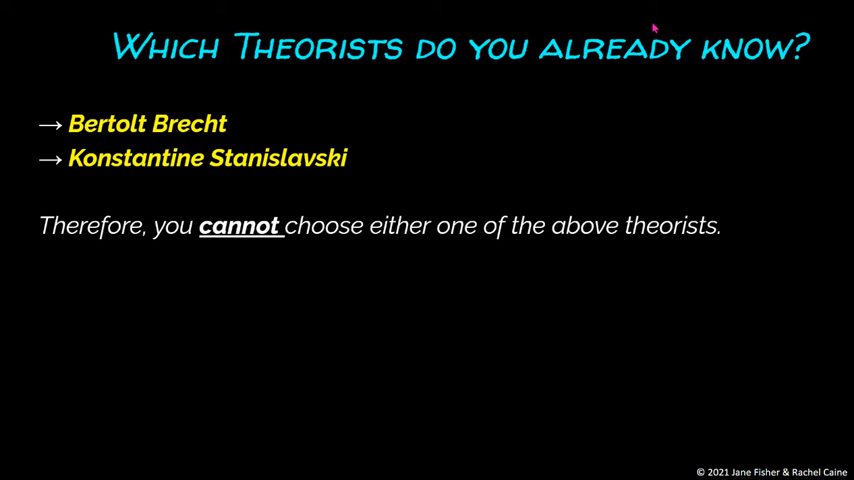 Which Theorists do you already know?
→ Bertolt Brecht
→ Konstantine Stanislavski
Therefore, you cannot choose either one of the above theorists.
© 2021 Jane Fisher & Rachel Caine